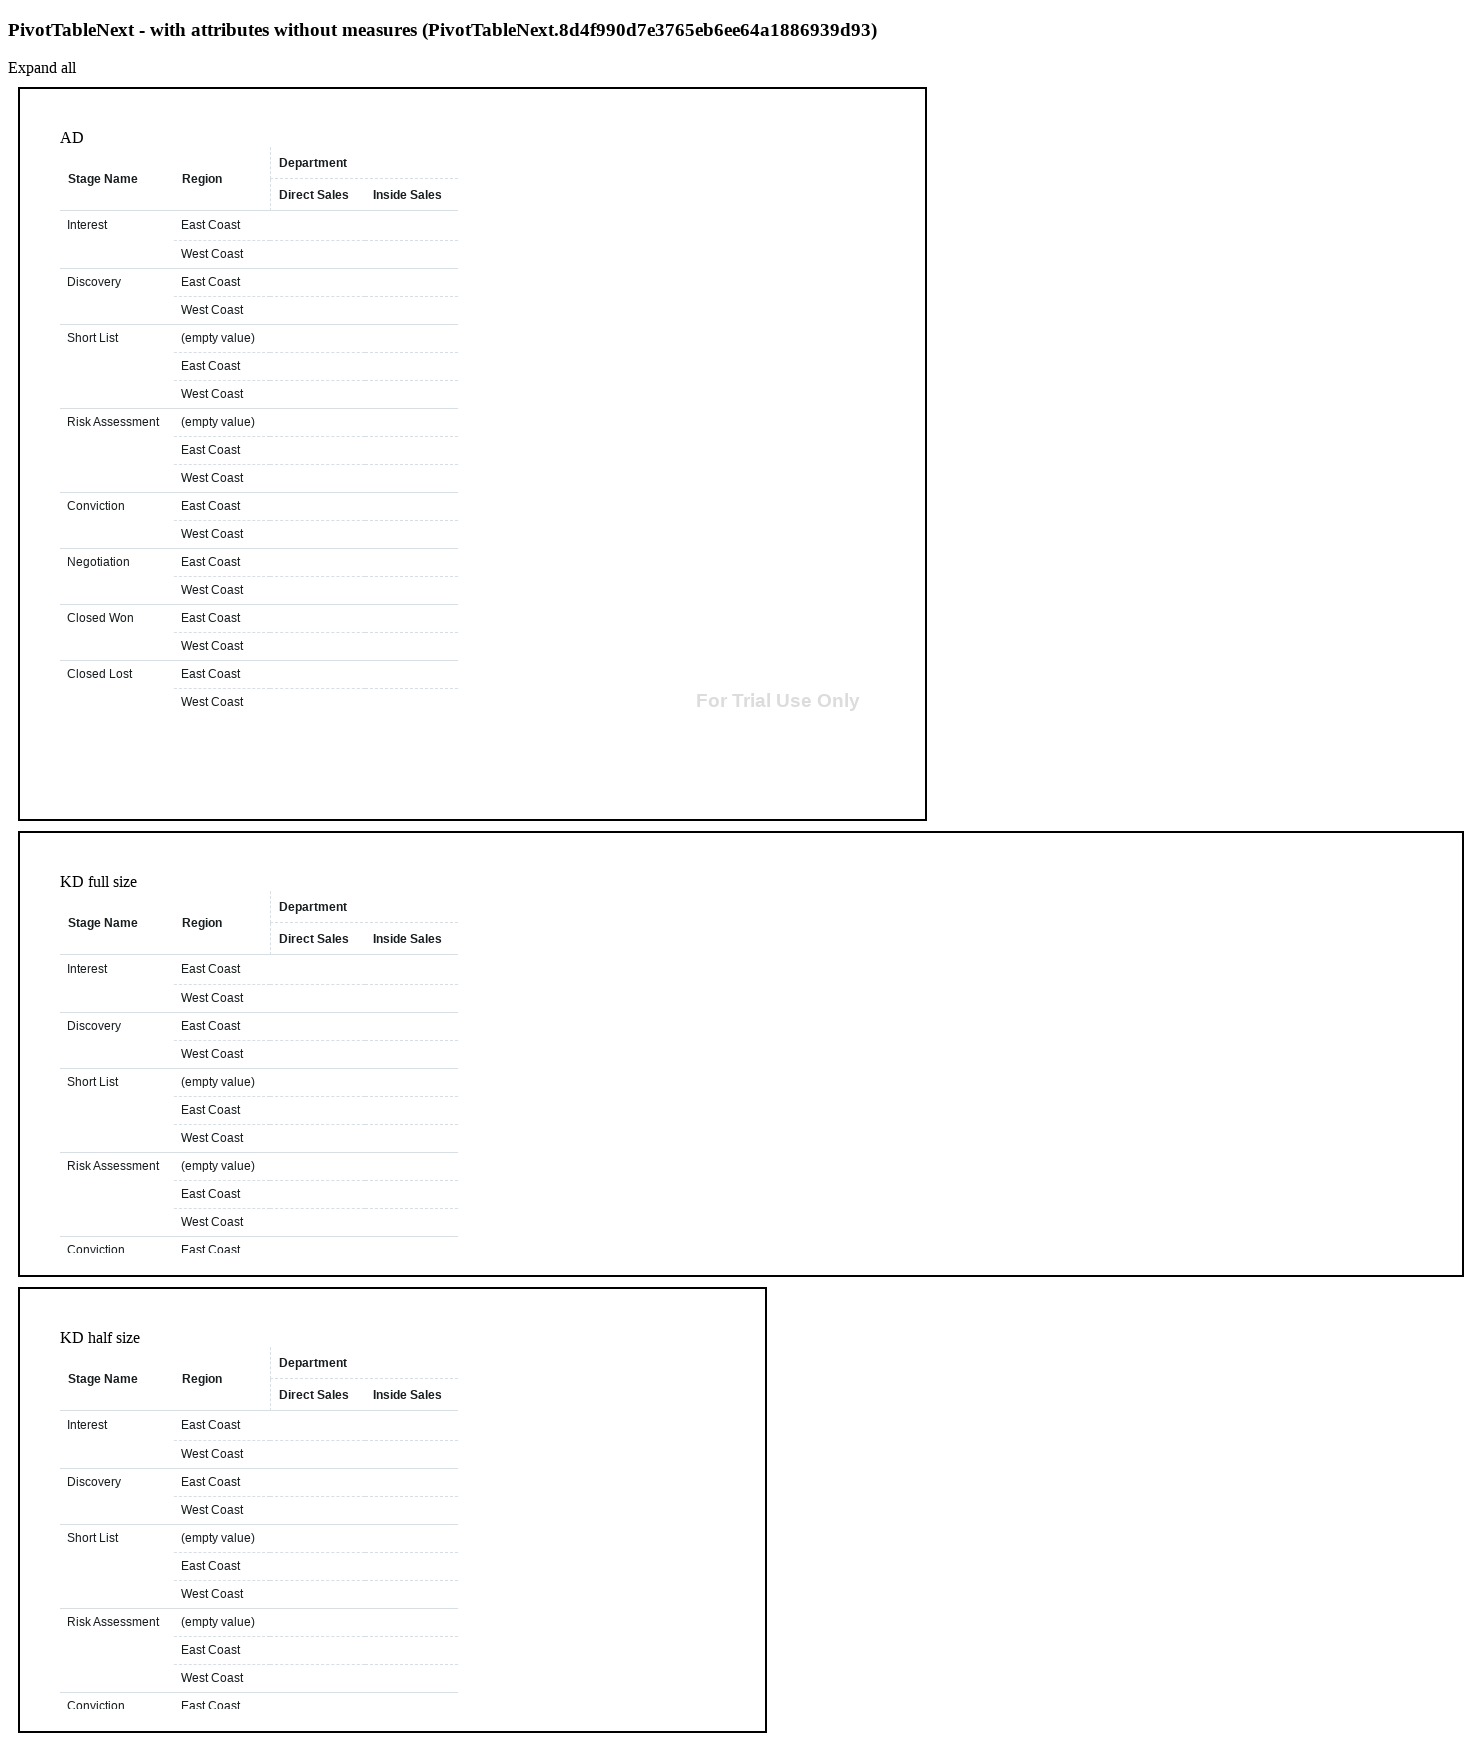 PivotTableNext - with attributes without measures (PivotTableNext.8d4f990d7e3765eb6ee64a1886939d93)
Expand all
AD
Department
Stage Name Region
Direct Sales Inside Sales
Interest East Coast
West Coast
Discovery East Coast
West Coast
Short List (empty value)
East Coast
West Coast
Risk Assessment (empty value)
East Coast
West Coast
Conviction East Coast
West Coast
Negotiation East Coast
West Coast
Closed Won East Coast
West Coast
Closed Lost East Coast
West Coast
For Trial Use Only
KD full size
Department
Stage Name Region
Direct Sales Inside Sales
Interest East Coast
West Coast
Discovery East Coast
West Coast
Short List (empty value)
East Coast
West Coast
Risk Assessment (empty value)
East Coast
West Coast
Conviction East Coast
KD half size
Department
Stage Name Region
Direct Sales Inside Sales
Interest East Coast
West Coast
Discovery East Coast
West Coast
Short List (empty value)
East Coast
West Coast
Risk Assessment (empty value)
East Coast
West Coast
Conviction East Coast